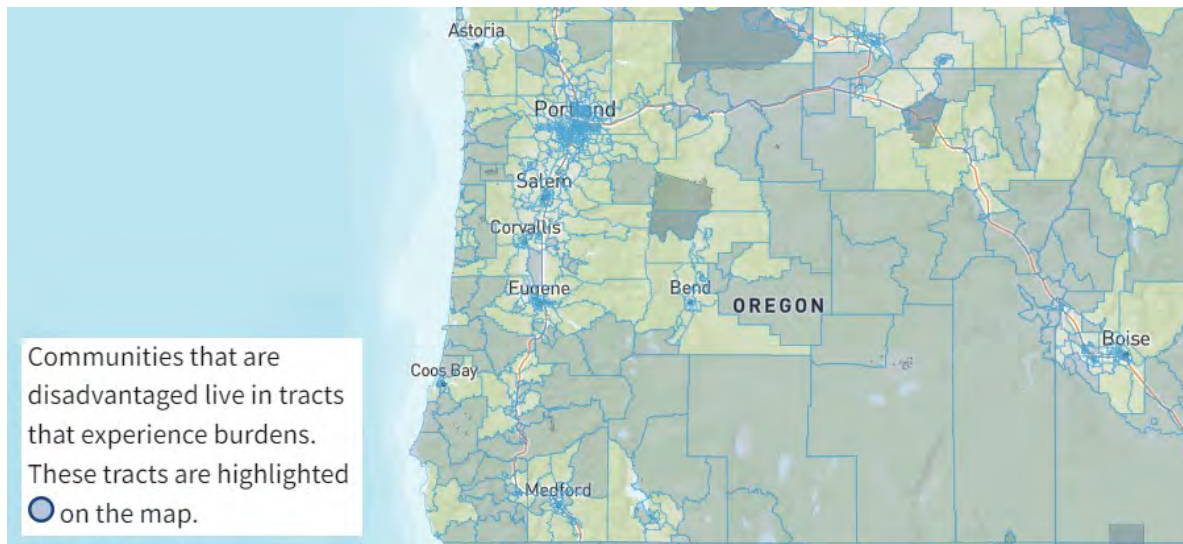 Astoria
Portland
Salem
Corvallis
Eugene
Bend
OREGON
Boise
Coos Bay
Medford
Communities that are
disadvantaged live in tracts
that experience burdens.
These tracts are highlighted
on the map.